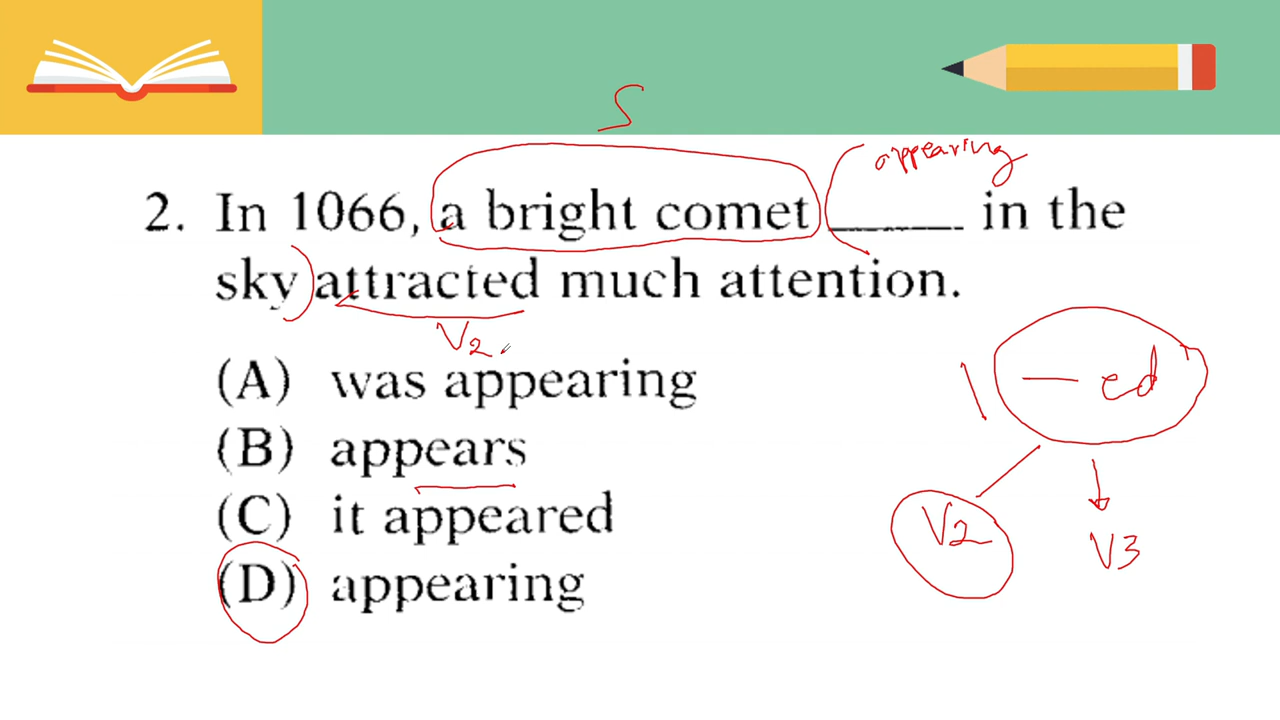 S
appearing
2. In 1066, a bright comet ______ in the
sky attracted much attention.
V2
(A) was appearing
(B) appears
(C) it appeared
(D) appearing
— ed
V2
V3